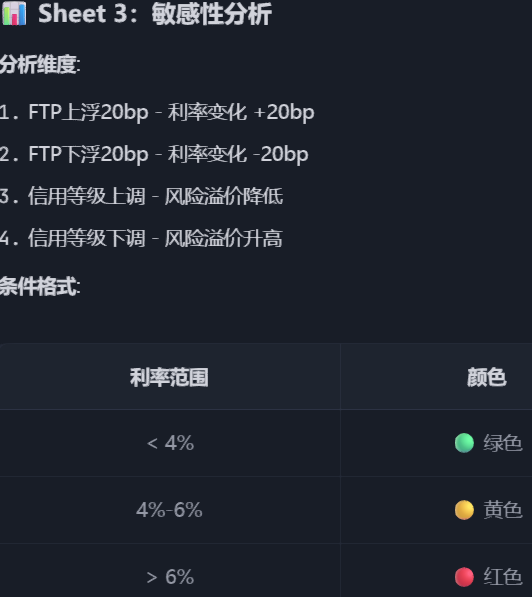 Sheet 3：敏感性分析
分析维度:
1. FTP上浮20bp - 利率变化 +20bp
2. FTP下浮20bp - 利率变化 -20bp
3. 信用等级上调 - 风险溢价降低
4. 信用等级下调 - 风险溢价升高
条件格式:
利率范围 颜色
< 4% 绿色
4%-6% 黄色
> 6% 红色